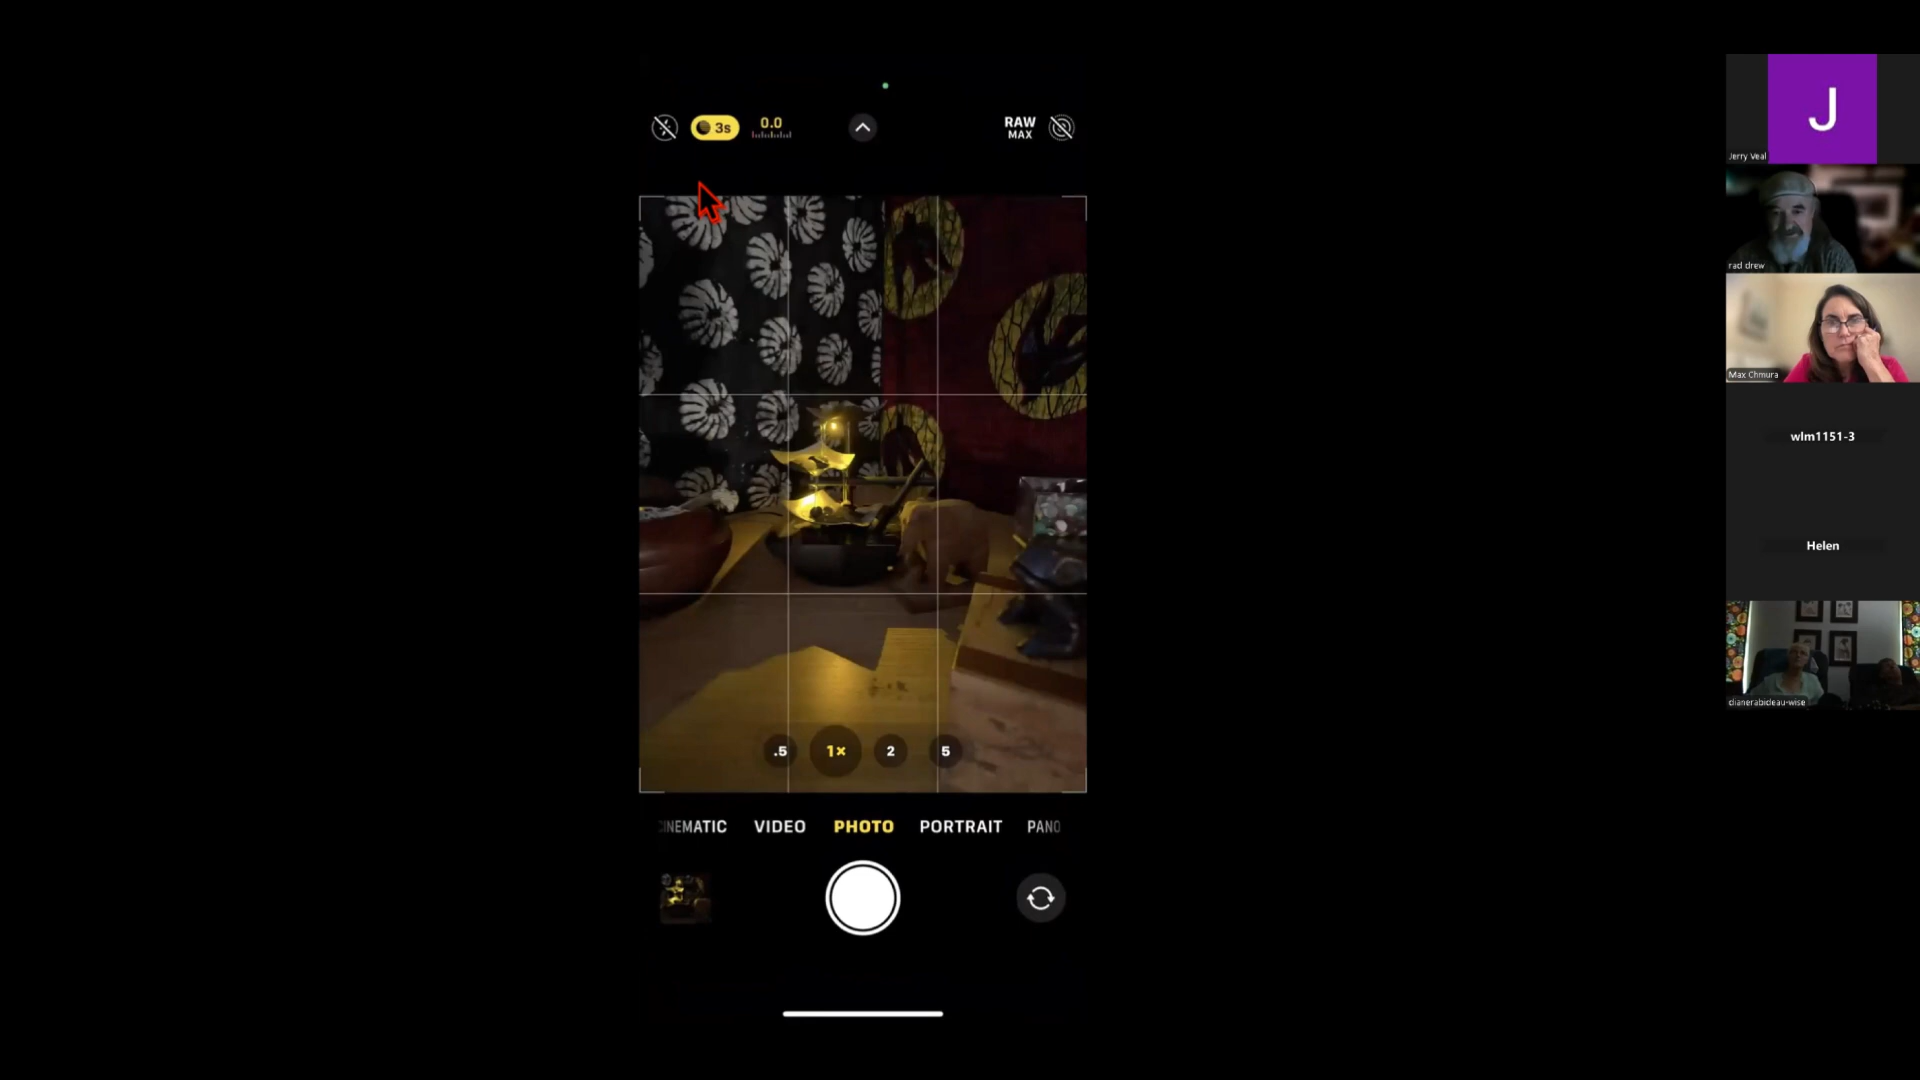 3s
0.0
RAW
MAX
.5
1×
2
5
CINEMATIC
VIDEO
PHOTO
PORTRAIT
PANO
J
Jerry Veal
rad drew
Max Chmura
wlm1151-3
Helen
dianerabideau-wise